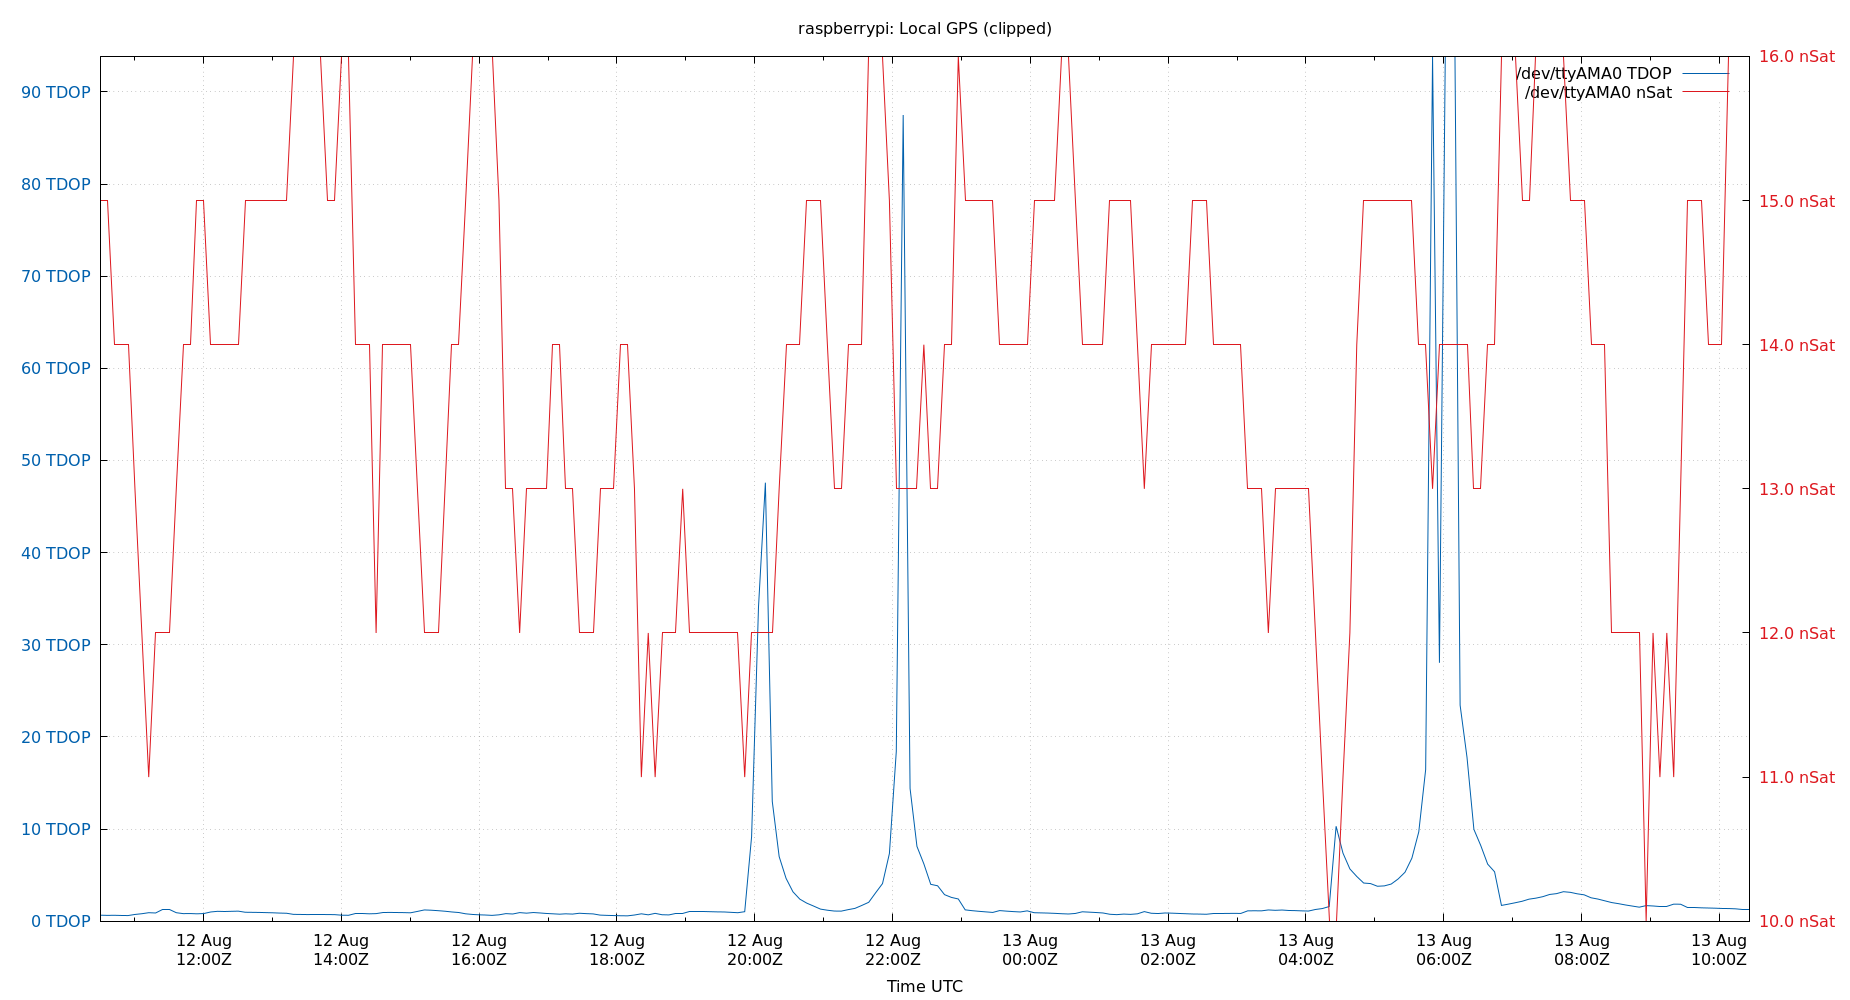 raspberrypi: Local GPS (clipped)
16.0 nSat
/dev/ttyAMA0 TDOP
90 TDOP
/dev/ttyAMA0 nSat
80 TDOP
15.0 nSat
70 TDOP
14.0 nSat
60 TDOP
50 TDOP
13.0 nSat
40 TDOP
30 TDOP
12.0 nSat
20 TDOP
11.0 nSat
10 TDOP
0 TDOP
10.0 nSat
12 Aug 12 Aug 12 Aug 12 Aug 12 Aug 12 Aug 13 Aug 13 Aug 13 Aug 13 Aug 13 Aug 13 Aug
12:00Z 14:00Z 16:00Z 18:00Z 20:00Z 22:00Z 00:00Z 02:00Z 04:00Z 06:00Z 08:00Z 10:00Z
Time UTC